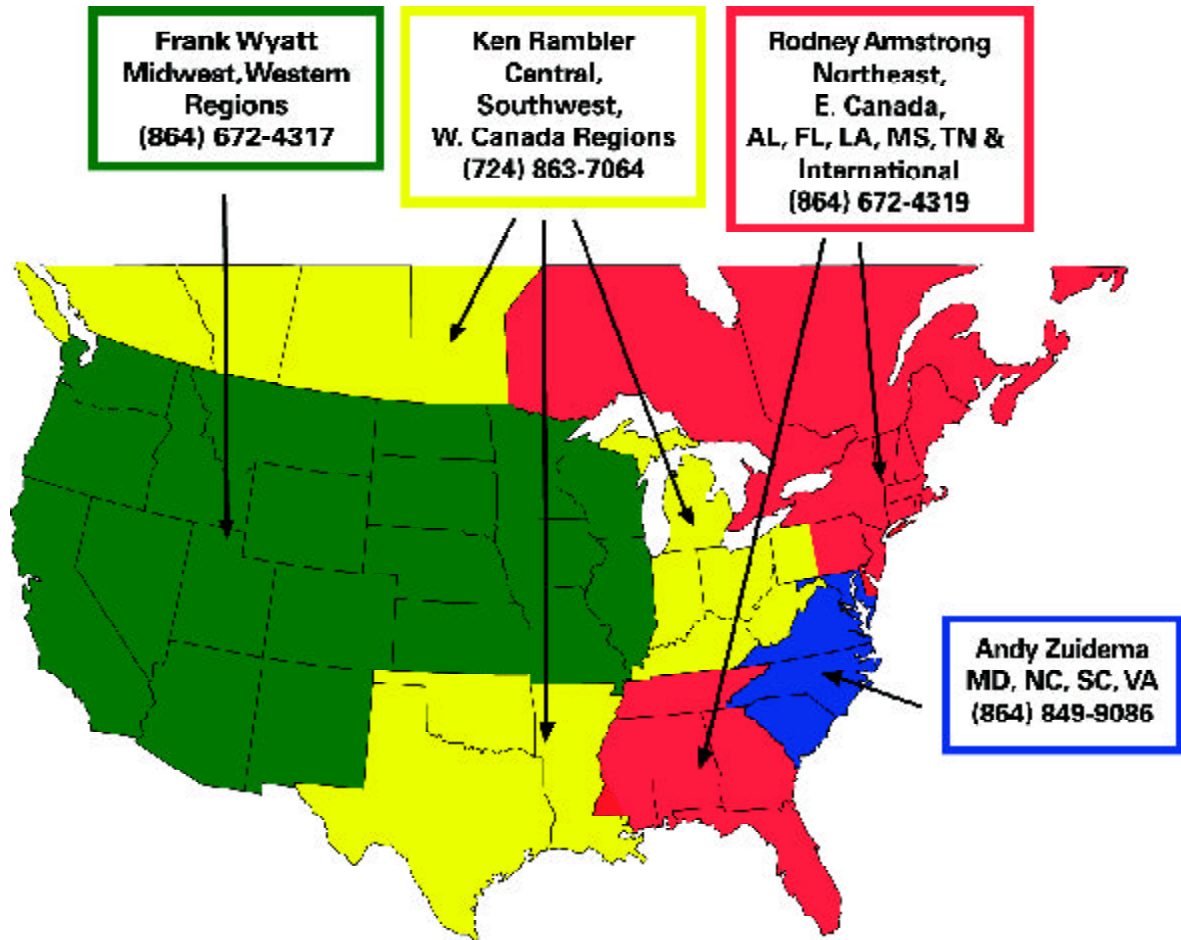 Frank Wyatt
Midwest, Western
Regions
(864) 672-4317
Ken Rambler
Central,
Southwest,
W. Canada Regions
(724) 863-7064
Rodney Armstrong
Northeast,
E. Canada,
AL, FL, LA, MS, TN &
International
(864) 672-4319
Andy Zuidema
MD, NC, SC, VA
(864) 849-9086